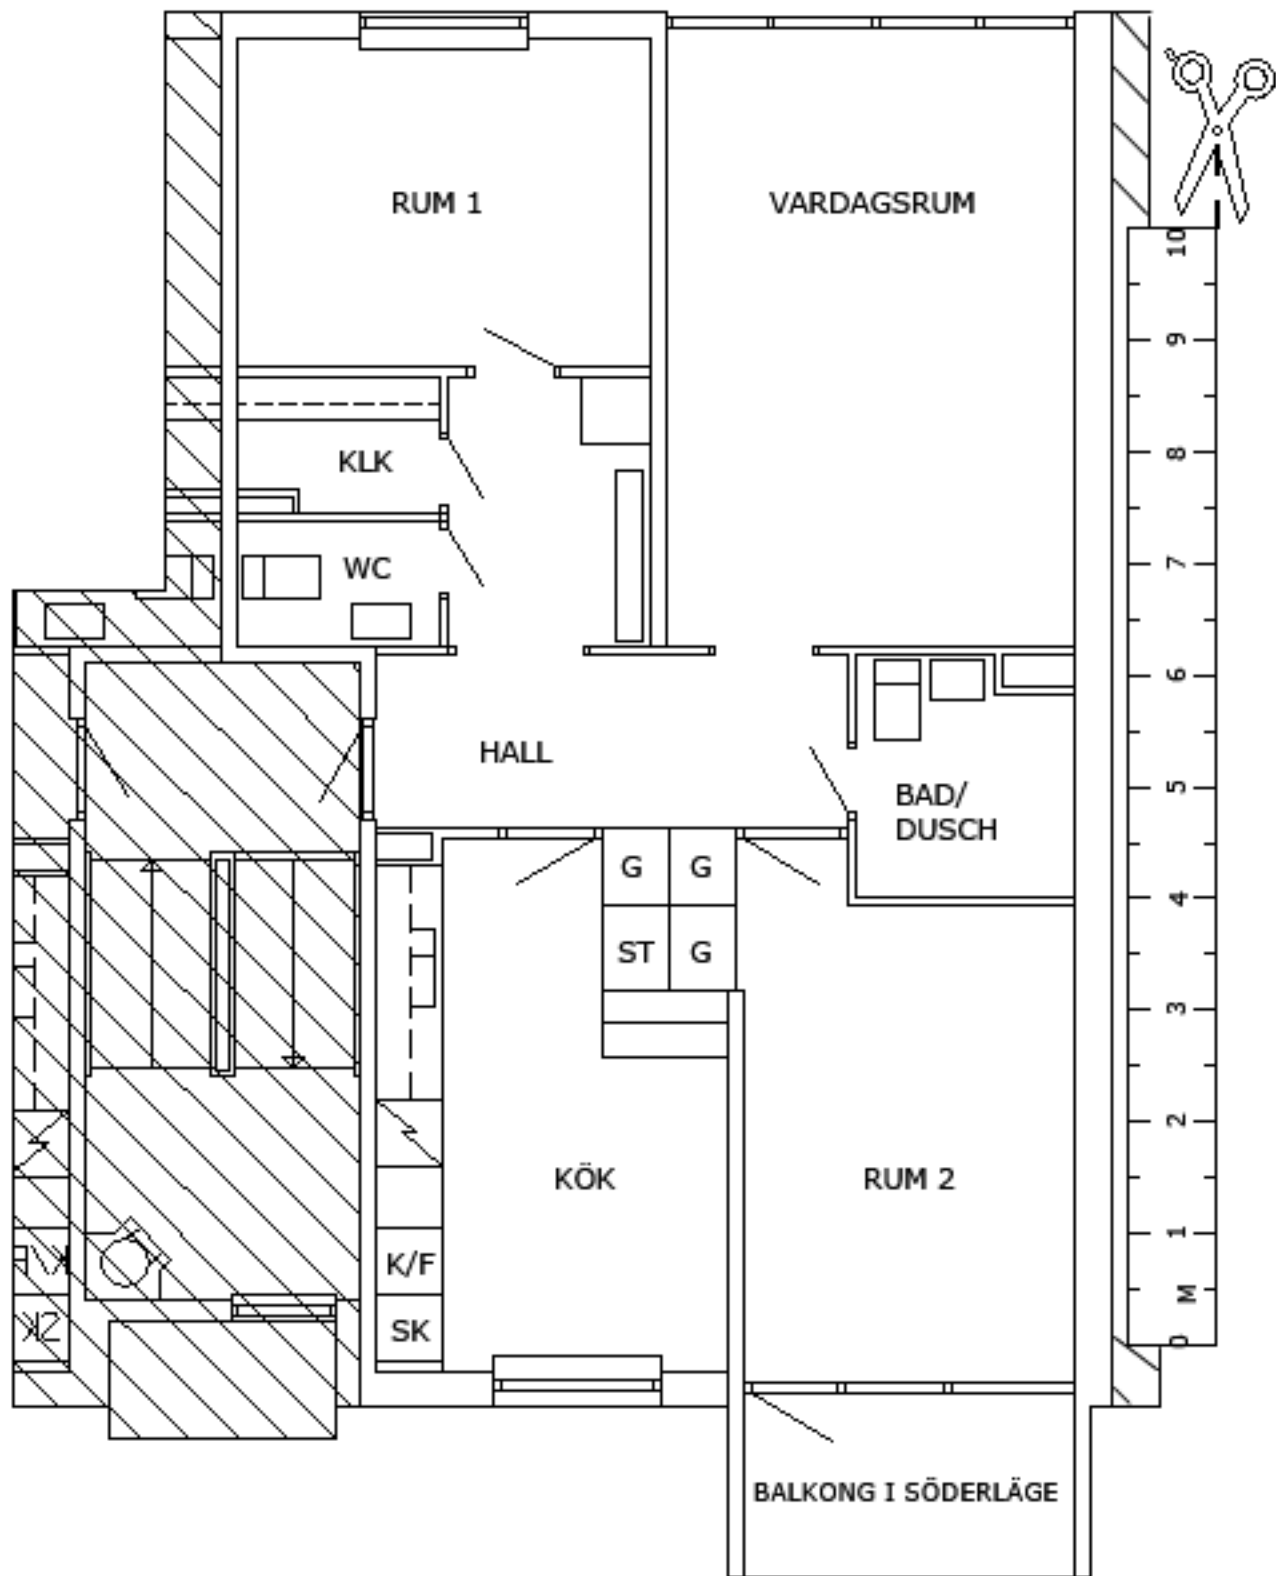 RUM 1
VARDAGSRUM
KLK
WC
HALL
BAD/
DUSCH
G
G
ST
G
KÖK
RUM 2
K/F
SK
K/F
SK
BALKONG I SÖDERLÄGE
10
9
8
7
6
5
4
3
2
1
M
0